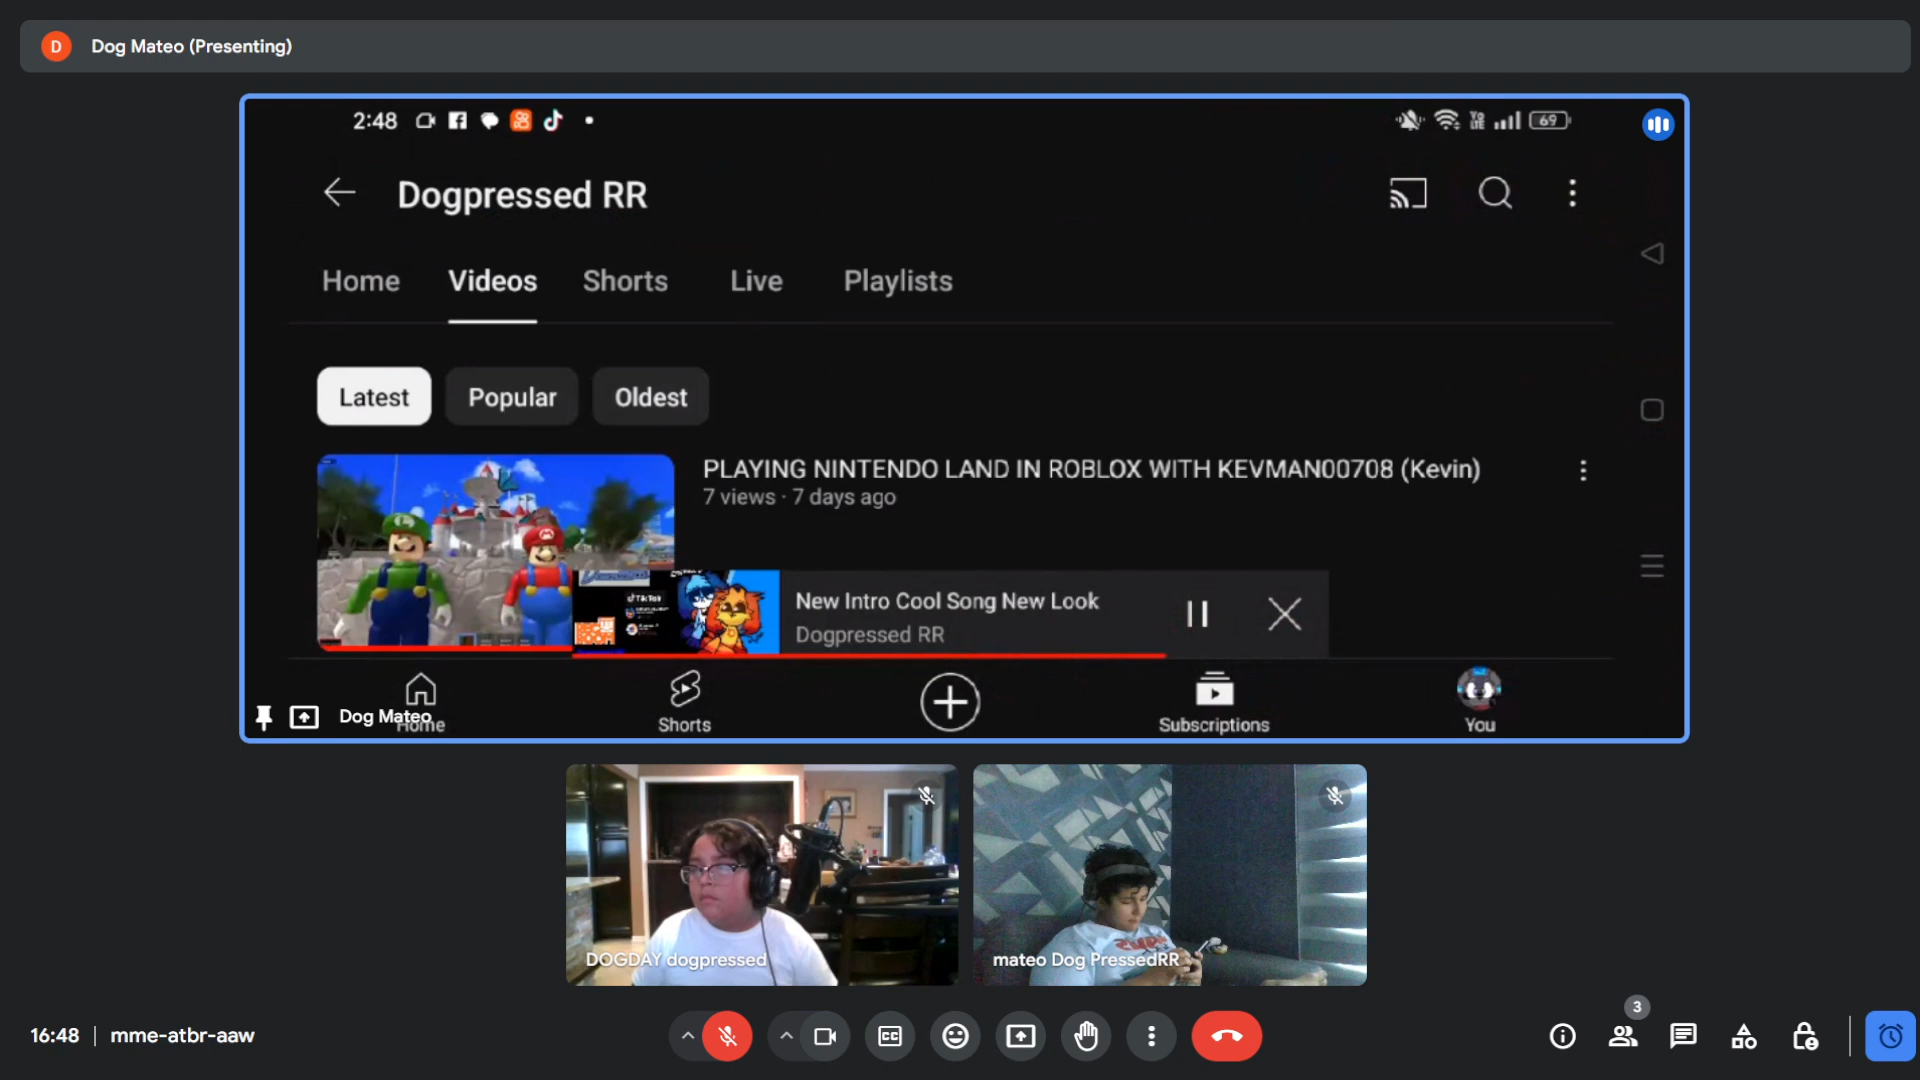 D Dog Mateo (Presenting)
2:48
69
Dogpressed RR
Home Videos Shorts Live Playlists
Latest Popular Oldest
PLAYING NINTENDO LAND IN ROBLOX WITH KEVMAN00708 (Kevin)
7 views · 7 days ago
TikTok
New Intro Cool Song New Look
Dogpressed RR
Dog Mateo
Home Shorts Subscriptions You
DOGDAY dogpressed
mateo Dog PressedRR
3
16:48 | mme-atbr-aaw
CC